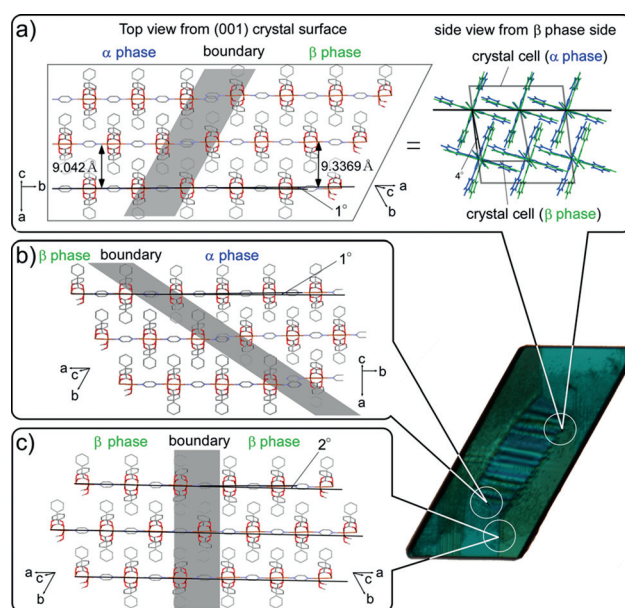 a) Top view from (001) crystal surface
side view from β phase side
α phase boundary β phase
crystal cell (α phase)
9.042 Å
9.3369 Å
=
c
b
a
1°
a
c
b
4°
crystal cell (β phase)
b)
β phase boundary α phase
1°
a
c
b
c
b
a
c)
β phase boundary β phase
2°
a
c
b
a
c
b